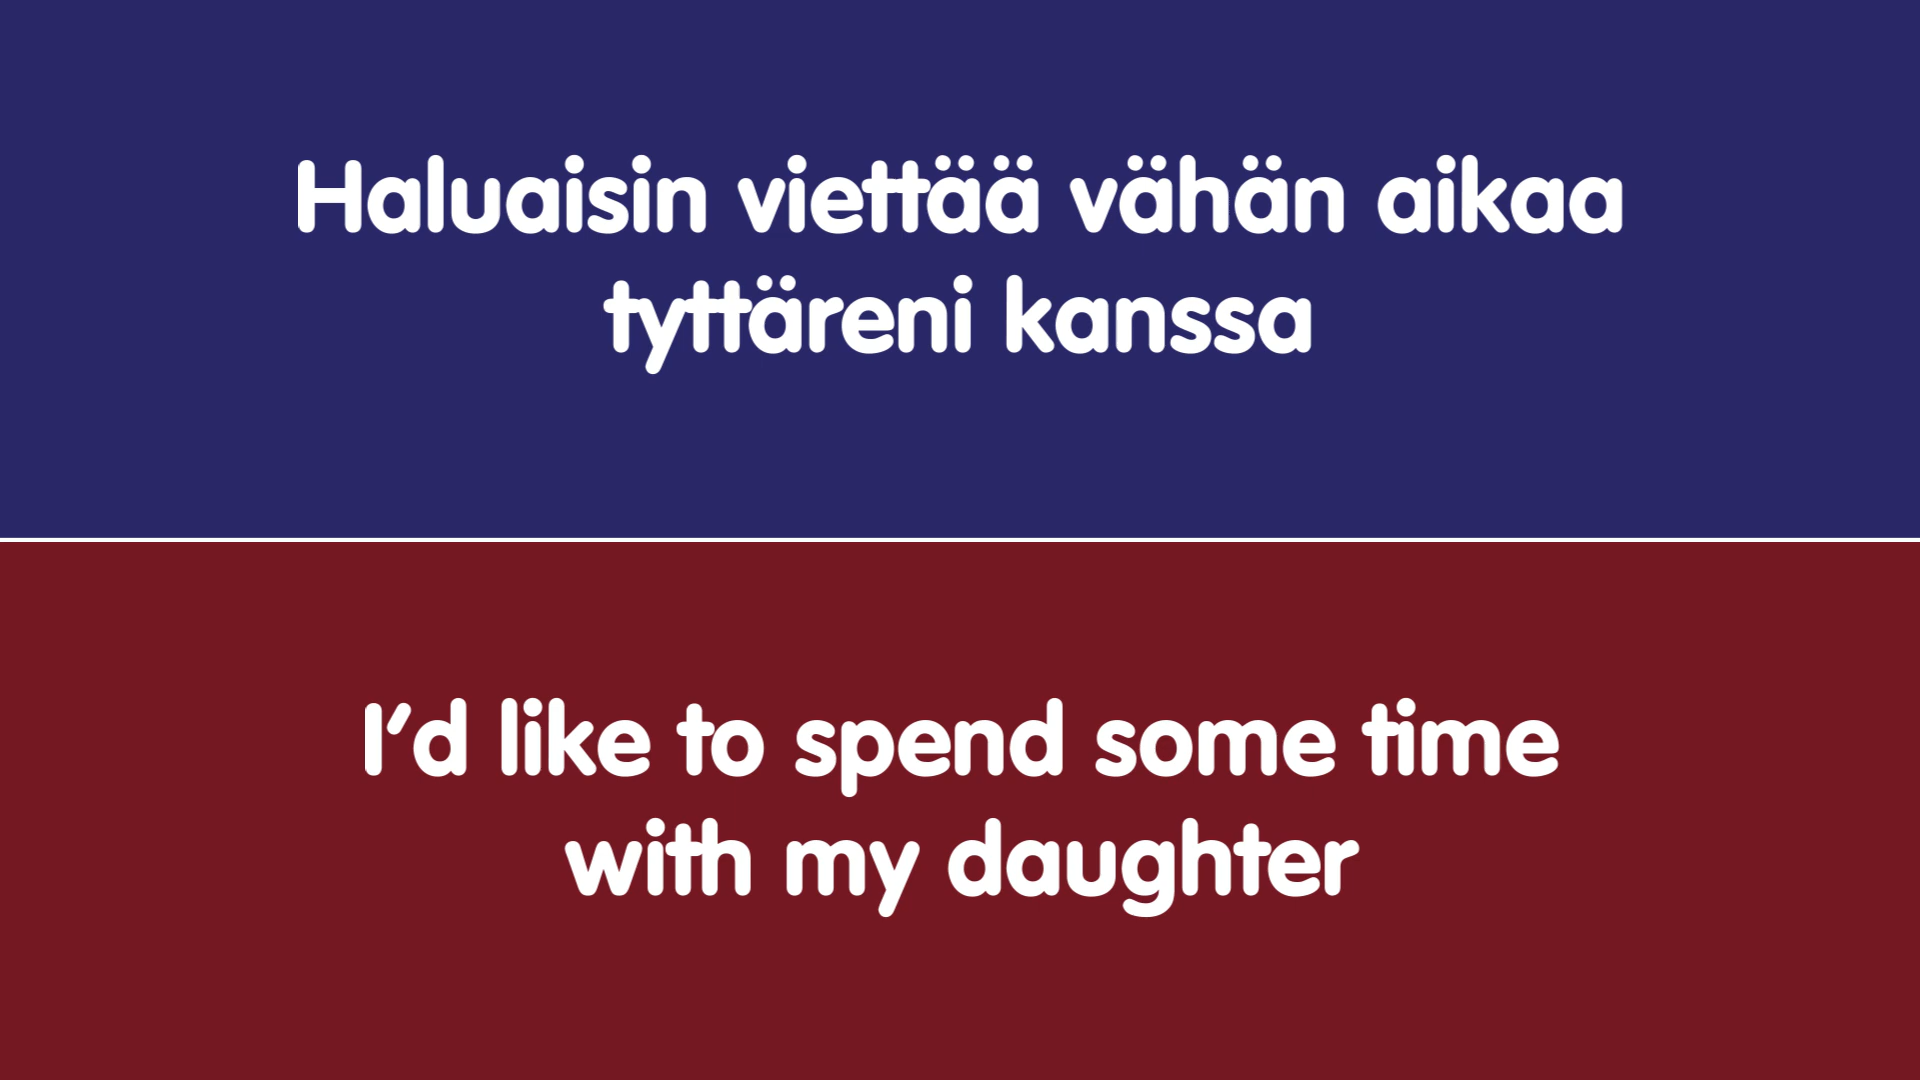 Haluaisin viettää vähän aikaa
tyttäreni kanssa
I'd like to spend some time
with my daughter